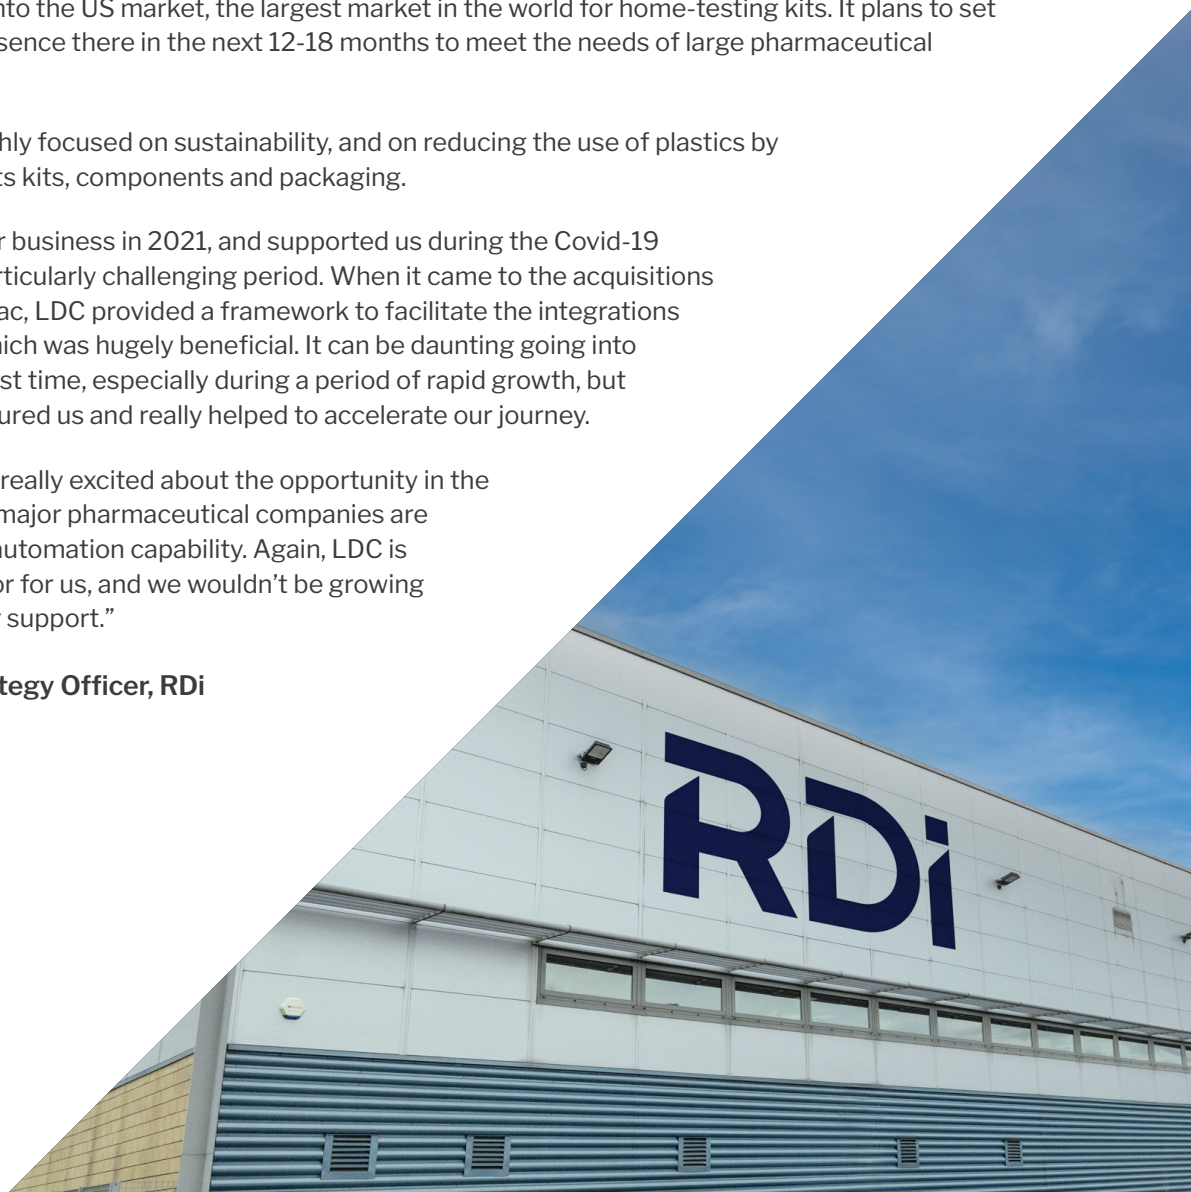 nto the US market, the largest market in the world for home-testing kits. It plans to set
sence there in the next 12-18 months to meet the needs of large pharmaceutical
hly focused on sustainability, and on reducing the use of plastics by
ts kits, components and packaging.
r business in 2021, and supported us during the Covid-19
rticularly challenging period. When it came to the acquisitions
ac, LDC provided a framework to facilitate the integrations
hich was hugely beneficial. It can be daunting going into
st time, especially during a period of rapid growth, but
ured us and really helped to accelerate our journey.
really excited about the opportunity in the
major pharmaceutical companies are
automation capability. Again, LDC is
or for us, and we wouldn’t be growing
r support.”
tegy Officer, RDi
RDi